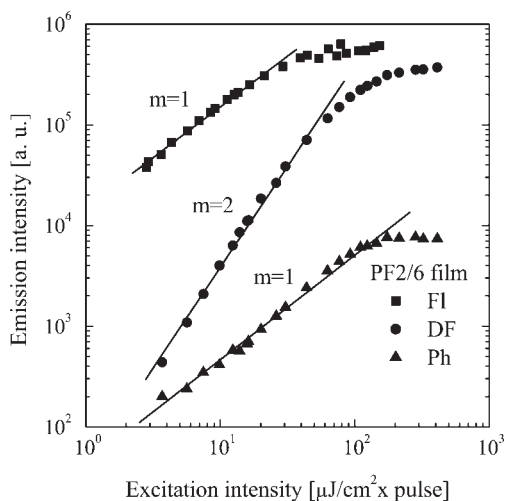 Emission intensity [a. u.]
10^6
10^5
10^4
10^3
10^2
m=1
m=2
m=1
PF2/6 film
Fl
DF
Ph
10^0
10^1
10^2
10^3
Excitation intensity [μJ/cm^2x pulse]